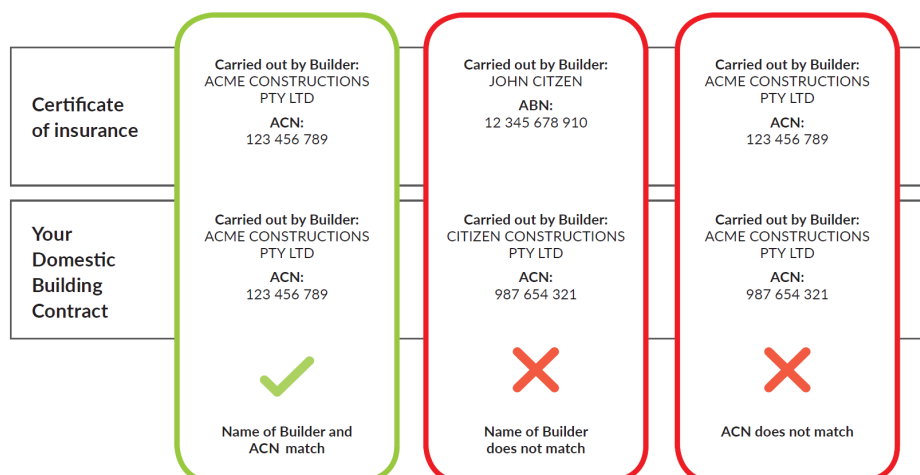 Certificate
of insurance
Carried out by Builder:
ACME CONSTRUCTIONS
PTY LTD
ACN:
123 456 789
Carried out by Builder:
JOHN CITZEN
ABN:
12 345 678 910
Carried out by Builder:
ACME CONSTRUCTIONS
PTY LTD
ACN:
123 456 789
Your
Domestic
Building
Contract
Carried out by Builder:
ACME CONSTRUCTIONS
PTY LTD
ACN:
123 456 789
Carried out by Builder:
CITIZEN CONSTRUCTIONS
PTY LTD
ACN:
987 654 321
Carried out by Builder:
ACME CONSTRUCTIONS
PTY LTD
ACN:
987 654 321
Name of Builder and
ACN match
Name of Builder
does not match
ACN does not match